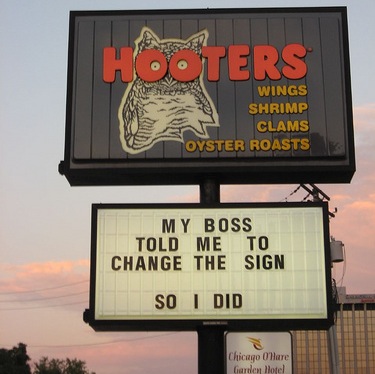 HOOTERS
WINGS
SHRIMP
CLAMS
OYSTER ROASTS
MY BOSS
TOLD ME TO
CHANGE THE SIGN
SO I DID
Chicago O'Hare
Garden Hotel